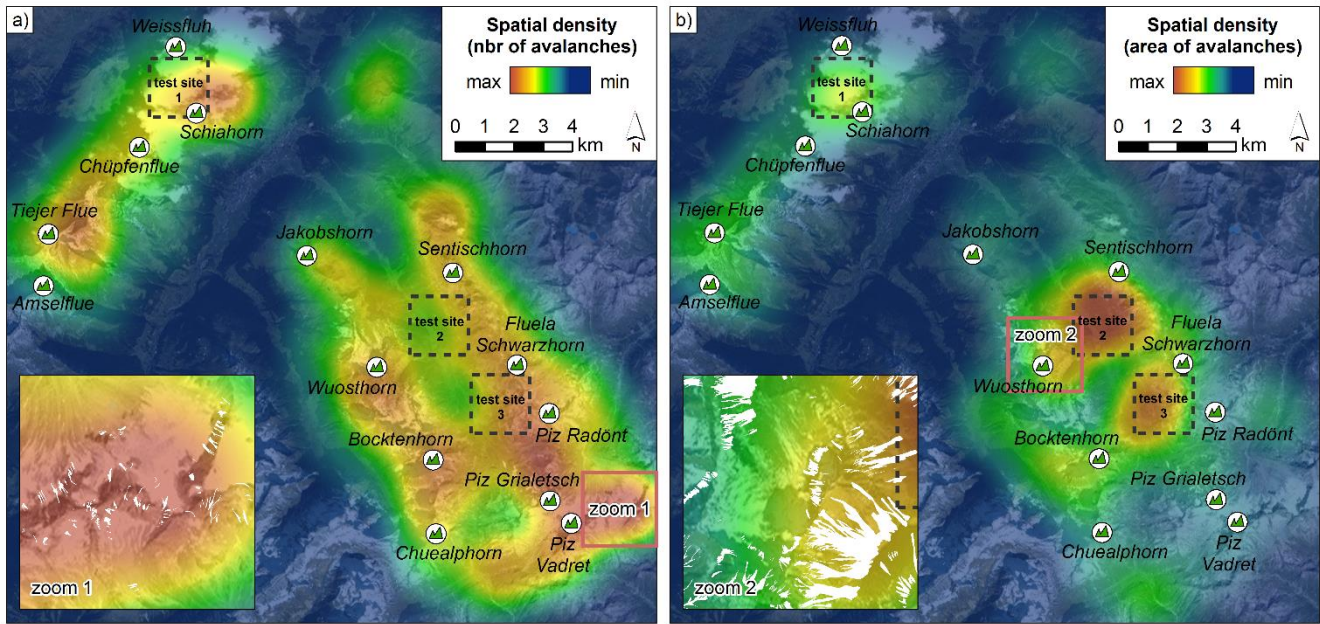 a)
Weissfluh
Spatial density
(nbr of avalanches)
max
min
0 1 2 3 4
km
N
test site
1
Schiahorn
Chüpfenflue
Tiejer Flue
Amselflue
Jakobshorn
Sentischhorn
test site
2
Fluela
Schwarzhorn
Wuosthorn
test site
3
Piz Radönt
Bocktenhorn
Piz Grialetsch
zoom 1
Chuealphorn
Piz
Vadret
zoom 1
b)
Weissfluh
Spatial density
(area of avalanches)
max
min
0 1 2 3 4
km
N
test site
1
Schiahorn
Chüpfenflue
Tiejer Flue
Amselflue
Jakobshorn
Sentischhorn
test site
2
zoom 2
Fluela
Schwarzhorn
Wuosthorn
test site
3
Piz Radönt
Bocktenhorn
Piz Grialetsch
Chuealphorn
Piz
Vadret
zoom 2